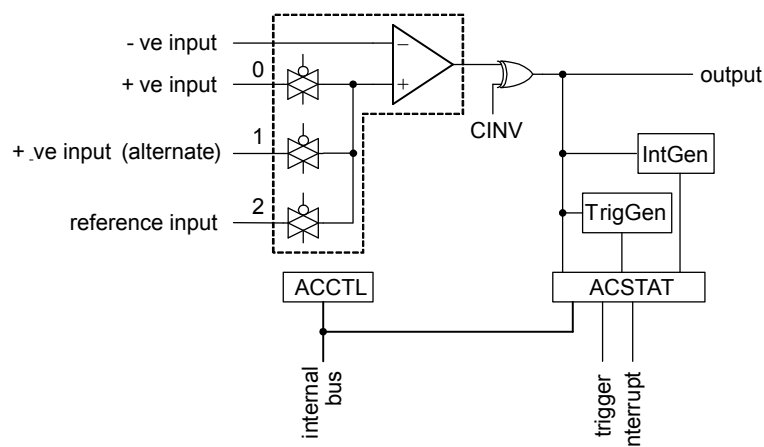 - ve input
+ ve input
0
+ ve input (alternate)
1
reference input
2
CINV
output
IntGen
TrigGen
ACCTL
ACSTAT
internal
bus
trigger
nterrupt